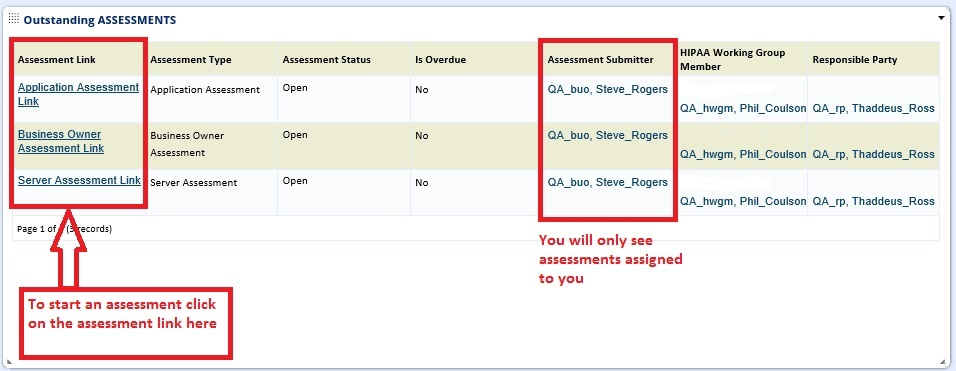 Outstanding ASSESSMENTS
Assessment Link
Assessment Type
Assessment Status
Is Overdue
Assessment Submitter
HIPAA Working Group
Member
Responsible Party
Application Assessment
Link
Application Assessment
Open
No
QA_buo, Steve_Rogers
QA_hwgm, Phil_Coulson
QA_rp, Thaddeus_Ross
Business Owner
Assessment Link
Business Owner
Assessment
Open
No
QA_buo, Steve_Rogers
QA_hwgm, Phil_Coulson
QA_rp, Thaddeus_Ross
Server Assessment Link
Server Assessment
Open
No
QA_buo, Steve_Rogers
QA_hwgm, Phil_Coulson
QA_rp, Thaddeus_Ross
Page 1 of (3 records)
You will only see
assessments assigned
to you
To start an assessment click
on the assessment link here